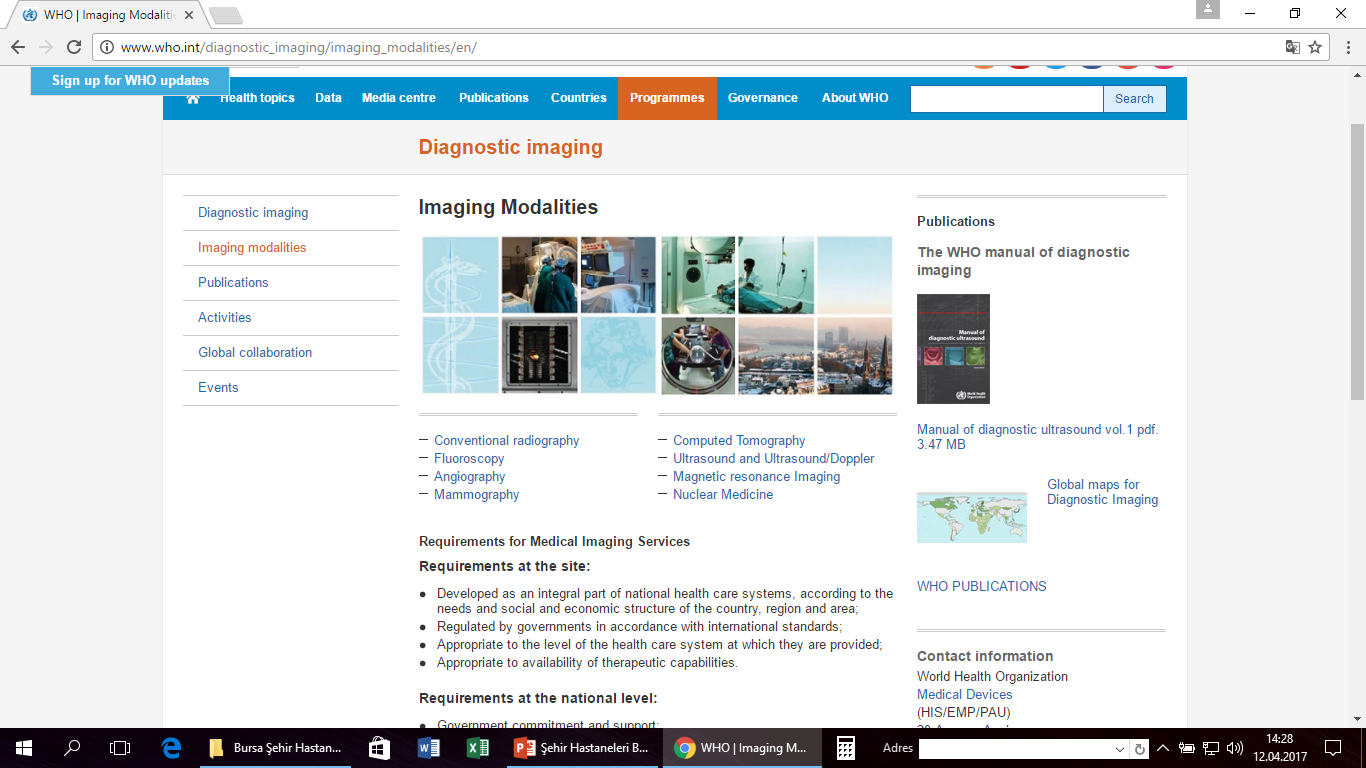 WHO | Imaging Modaliti
www.who.int/diagnostic_imaging/imaging_modalities/en/
Sign up for WHO updates
Health topics Data Media centre Publications Countries Programmes Governance About WHO Search
Diagnostic imaging
Diagnostic imaging
Imaging modalities
Publications
Activities
Global collaboration
Events
Imaging Modalities
– Conventional radiography
– Fluoroscopy
– Angiography
– Mammography
– Computed Tomography
– Ultrasound and Ultrasound/Doppler
– Magnetic resonance Imaging
– Nuclear Medicine
Requirements for Medical Imaging Services
Requirements at the site:
● Developed as an integral part of national health care systems, according to the
needs and social and economic structure of the country, region and area;
● Regulated by governments in accordance with international standards;
● Appropriate to the level of the health care system at which they are provided;
● Appropriate to availability of therapeutic capabilities.
Requirements at the national level:
● Government commitment and support;
Publications
The WHO manual of diagnostic
imaging
Manual of
diagnostic ultrasound
World Health
Organization
Manual of diagnostic ultrasound vol.1 pdf.
3.47 MB
Global maps for
Diagnostic Imaging
WHO PUBLICATIONS
Contact information
World Health Organization
Medical Devices
(HIS/EMP/PAU)
Bursa Şehir Hastan...
Şehir Hastaneleri B...
WHO | Imaging M...
Adres
14:28
12.04.2017